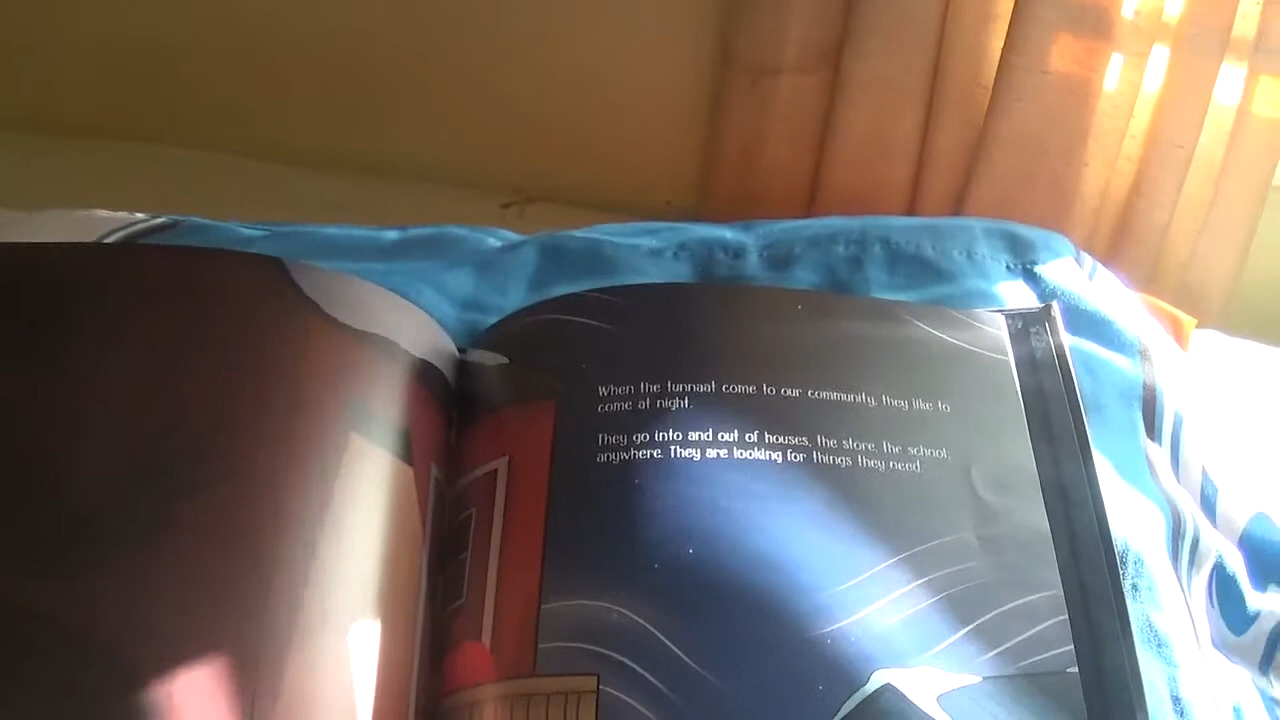 When the tunnaat come to our community, they like to
come at night.
They go into and out of houses, the store, the school,
anywhere. They are looking for things they need.